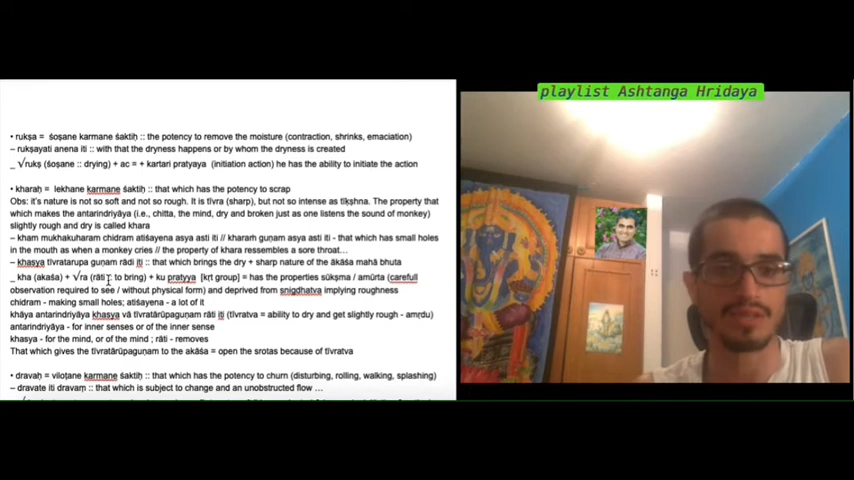 playlist Ashtanga Hridaya
• rukṣa = śoṣane karmane śaktiḥ :: the potency to remove the moisture (contraction, shrinks, emaciation)
– rukṣayati anena iti :: with that the dryness happens or by whom the dryness is created
_ √rukṣ (śoṣane :: drying) + ac = + kartari pratyaya (initiation action) he has the ability to initiate the action
• kharaḥ = lekhane karmane śaktiḥ :: that which has the potency to scrap
Obs: it's nature is not so soft and not so rough. It is tīvra (sharp), but not so intense as tīkṣhna. The property that
which makes the antarindriyāya (i.e., chitta, the mind, dry and broken just as one listens the sound of monkey)
slightly rough and dry is called khara
– kham mukhakuharam chidram atiśayena asya asti iti // kharaṁ guṇam asya asti iti - that which has small holes
in the mouth as when a monkey cries // the property of khara ressembles a sore throat...
– khasya tīvratarupa guṇam rādi iti :: that which brings the dry + sharp nature of the ākāśa mahā bhuta
_ kha (akaśa) + √ra (rāti :: to bring) + ku pratyya [kṛt group] = has the properties sūkṣma / amūrta (carefull
observation required to see / without physical form) and deprived from snigdhatva implying roughness
chidram - making small holes; atiśayena - a lot of it
khāya antarindriyāya khasya vā tīvratārūpaguṇam rāti iti (tīvratva = ability to dry and get slightly rough - amṛdu)
antarindriyāya - for inner senses or of the inner sense
khasya - for the mind, or of the mind ; rāti - removes
That which gives the tīvratārūpaguṇam to the akāśa = open the srotas because of tīvratva
• dravaḥ = viloṭane karmane śaktiḥ :: that which has the potency to churn (disturbing, rolling, walking, splashing)
– dravate iti dravaṃ :: that which is subject to change and an unobstructed flow ...